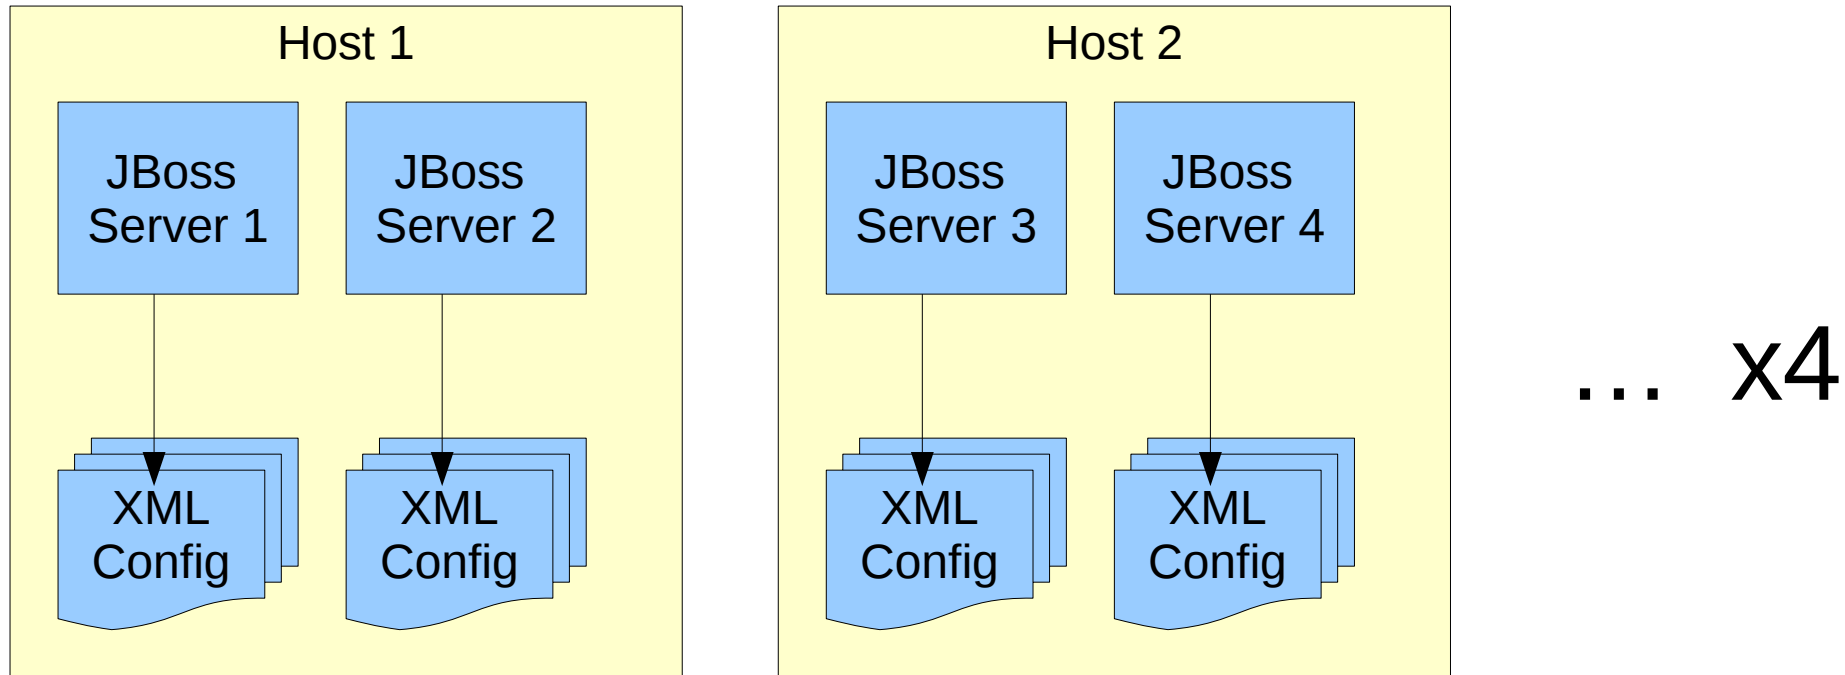 Host 1
JBoss
Server 1
JBoss
Server 2
XML
Config
XML
Config
Host 2
JBoss
Server 3
JBoss
Server 4
XML
Config
XML
Config
... x4